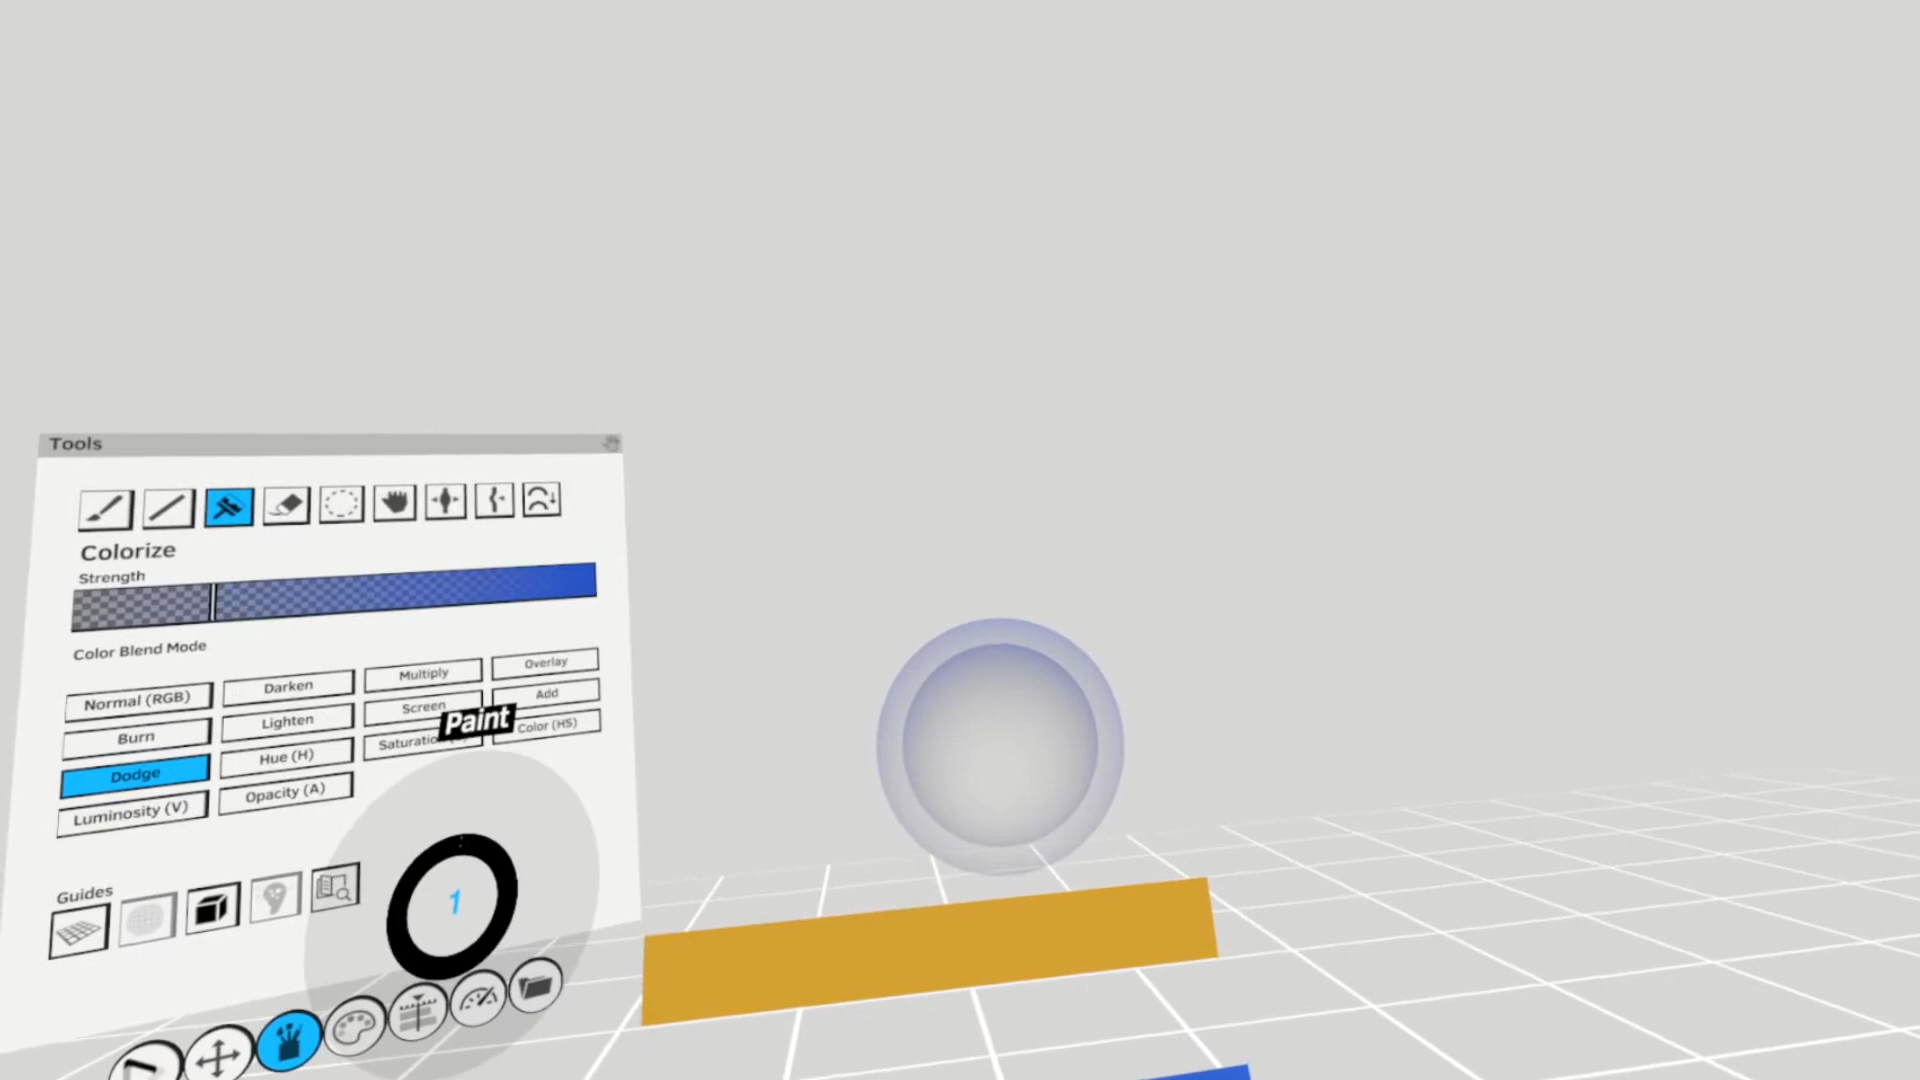 Tools
Colorize
Strength
Color Blend Mode
Normal (RGB) Darken Multiply Overlay
Burn Lighten Screen Add
Dodge Hue (H) Color (HS)
Luminosity (V) Opacity (A)
Paint
Guides
1